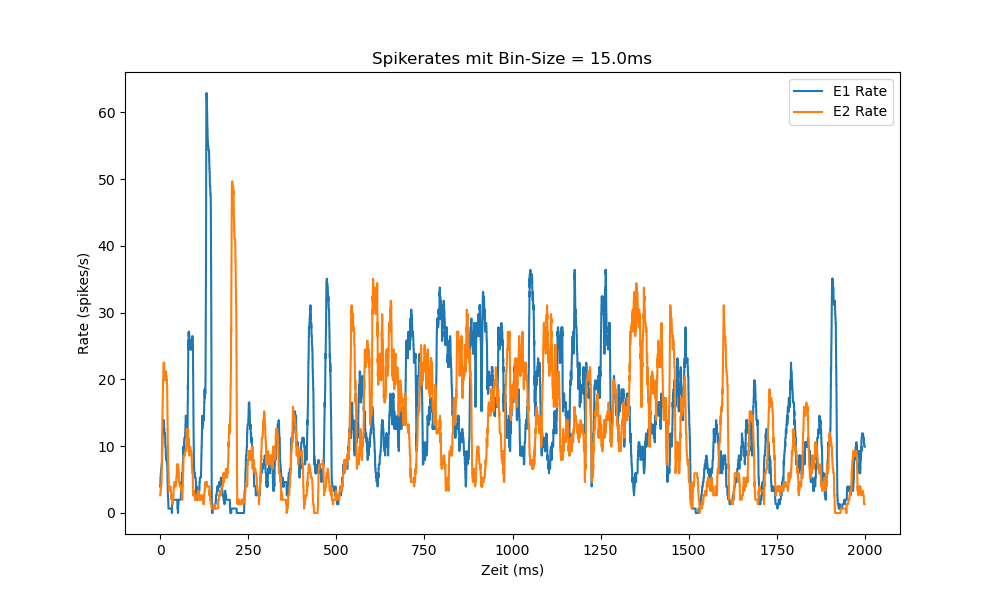 Spikerates mit Bin-Size = 15.0ms
E1 Rate
E2 Rate
Rate (spikes/s)
60
50
40
30
20
10
0
0 250 500 750 1000 1250 1500 1750 2000
Zeit (ms)